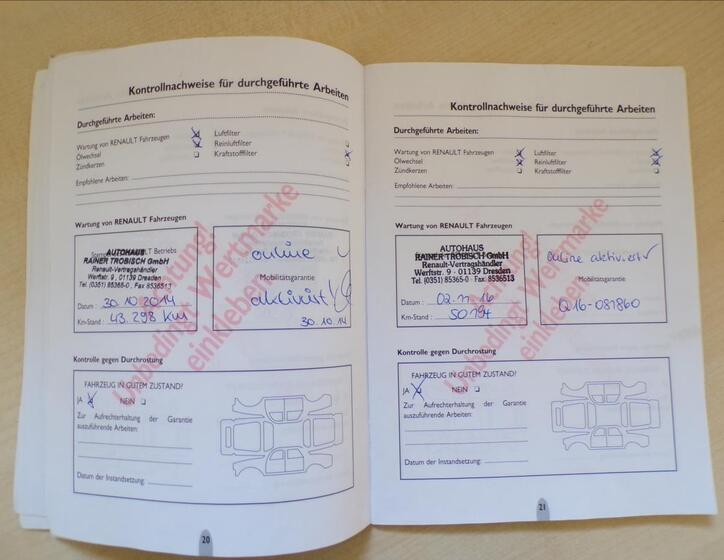 Kontrollnachweise für durchgeführte Arbeiten
Durchgeführte Arbeiten:
Wartung von RENAULT Fahrzeugen
Luftfilter
Ölwechsel
Reinluftfilter
Zündkerzen
Kraftstofffilter
Empfohlene Arbeiten:
Wartung von RENAULT Fahrzeugen
AUTOHAUS
RAINER TROBISCH GmbH
Renault-Vertragshändler
Werftstr. 9, 01139 Dresden
Tel. (0351) 85365-0 Fax 8536513
Datum : 30.10.2014
Km-Stand : 43.298 Km
online
Mobilitätsgarantie
aktiviert
30.10.14
Unbedingt Wertmarke
einkleben
Kontrolle gegen Durchrostung
FAHRZEUG IN GUTEM ZUSTAND?
JA NEIN
Zur Aufrechterhaltung der Garantie
auszuführende Arbeiten:
Datum der Instandsetzung:
20
Kontrollnachweise für durchgeführte Arbeiten
Durchgeführte Arbeiten:
Wartung von RENAULT Fahrzeugen
Luftfilter
Ölwechsel
Reinluftfilter
Zündkerzen
Kraftstofffilter
Empfohlene Arbeiten:
Wartung von RENAULT Fahrzeugen
AUTOHAUS
RAINER TROBISCH GmbH
Renault-Vertragshändler
Werftstr. 9 · 01139 Dresden
Tel. (0351) 85365-0, Fax 8536513
Datum : 02.11.16
Km-Stand : 50194
online aktiviert
Mobilitätsgarantie
Q16-081860
Unbedingt Wertmarke
einkleben
Kontrolle gegen Durchrostung
FAHRZEUG IN GUTEM ZUSTAND?
JA NEIN
Zur Aufrechterhaltung der Garantie
auszuführende Arbeiten:
Datum der Instandsetzung:
21